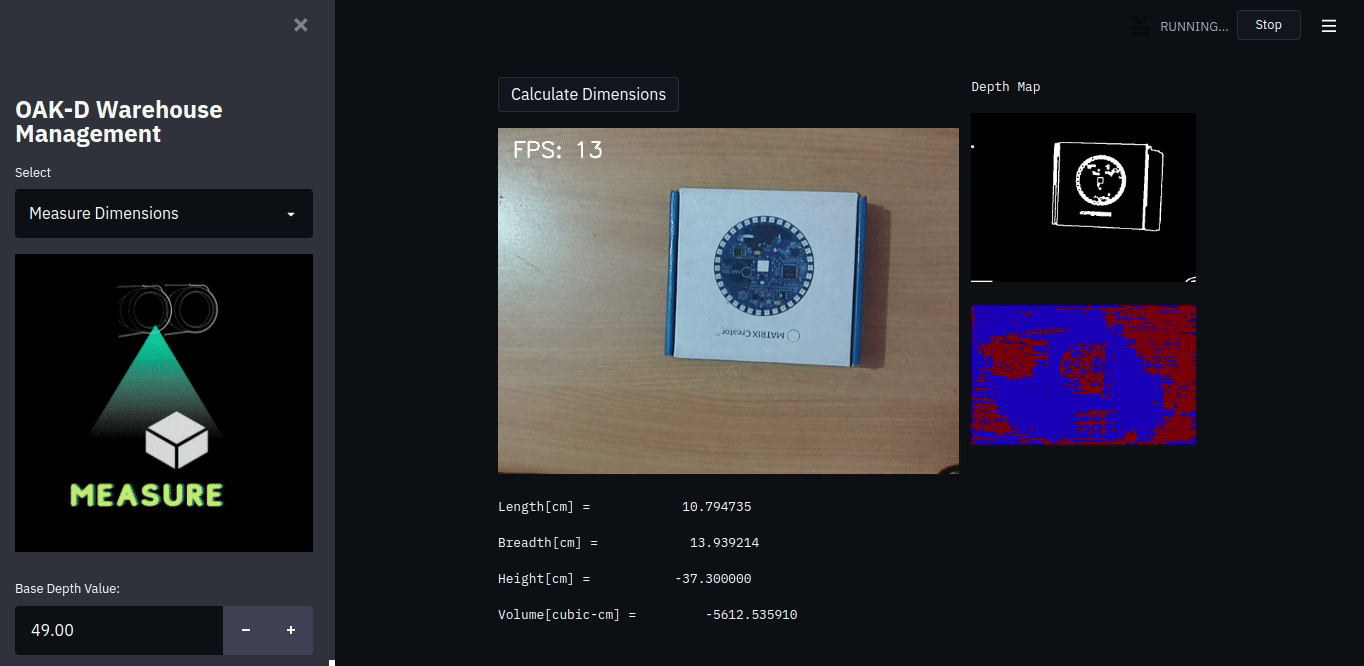 RUNNING...
Stop
OAK-D Warehouse
Management
Select
Measure Dimensions
MEASURE
Base Depth Value:
49.00
−
+
Calculate Dimensions
FPS: 13
MATRIX Creator™
Depth Map
Length[cm] = 10.794735
Breadth[cm] = 13.939214
Height[cm] = -37.300000
Volume[cubic-cm] = -5612.535910